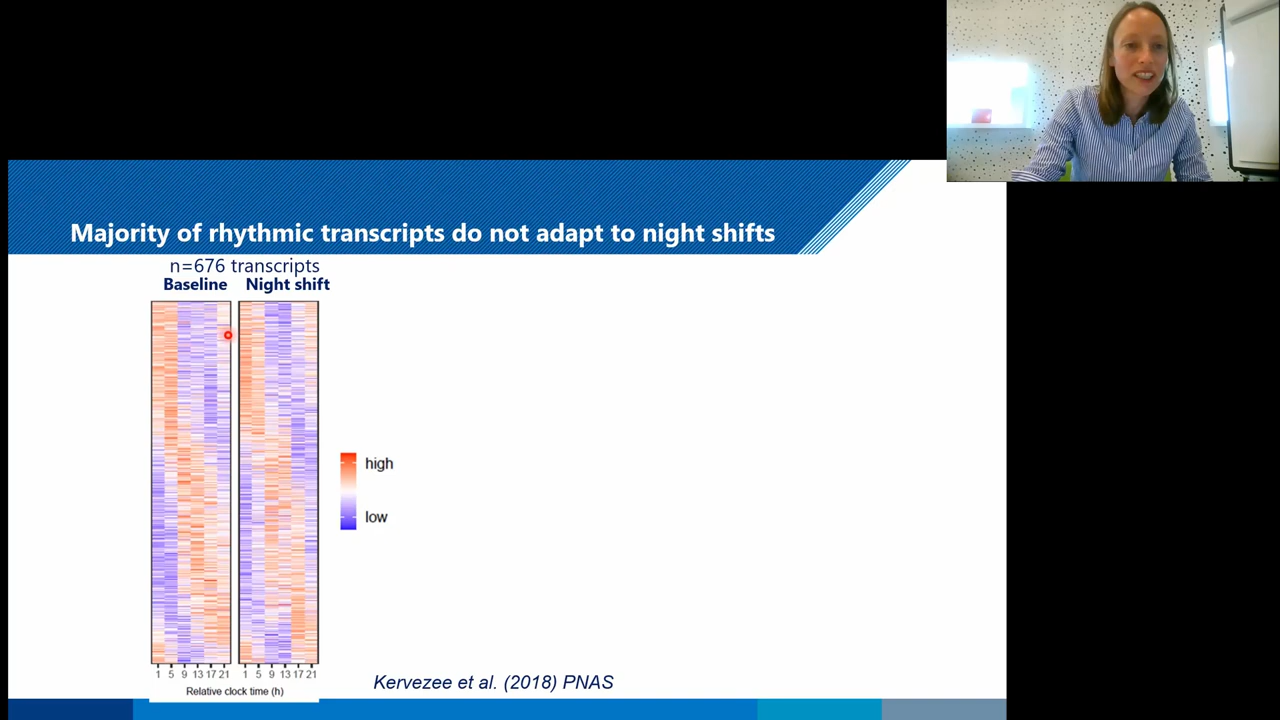 Majority of rhythmic transcripts do not adapt to night shifts
n=676 transcripts
Baseline Night shift
high
low
1 5 9 13 17 21 1 5 9 13 17 21
Relative clock time (h)
Kervezee et al. (2018) PNAS